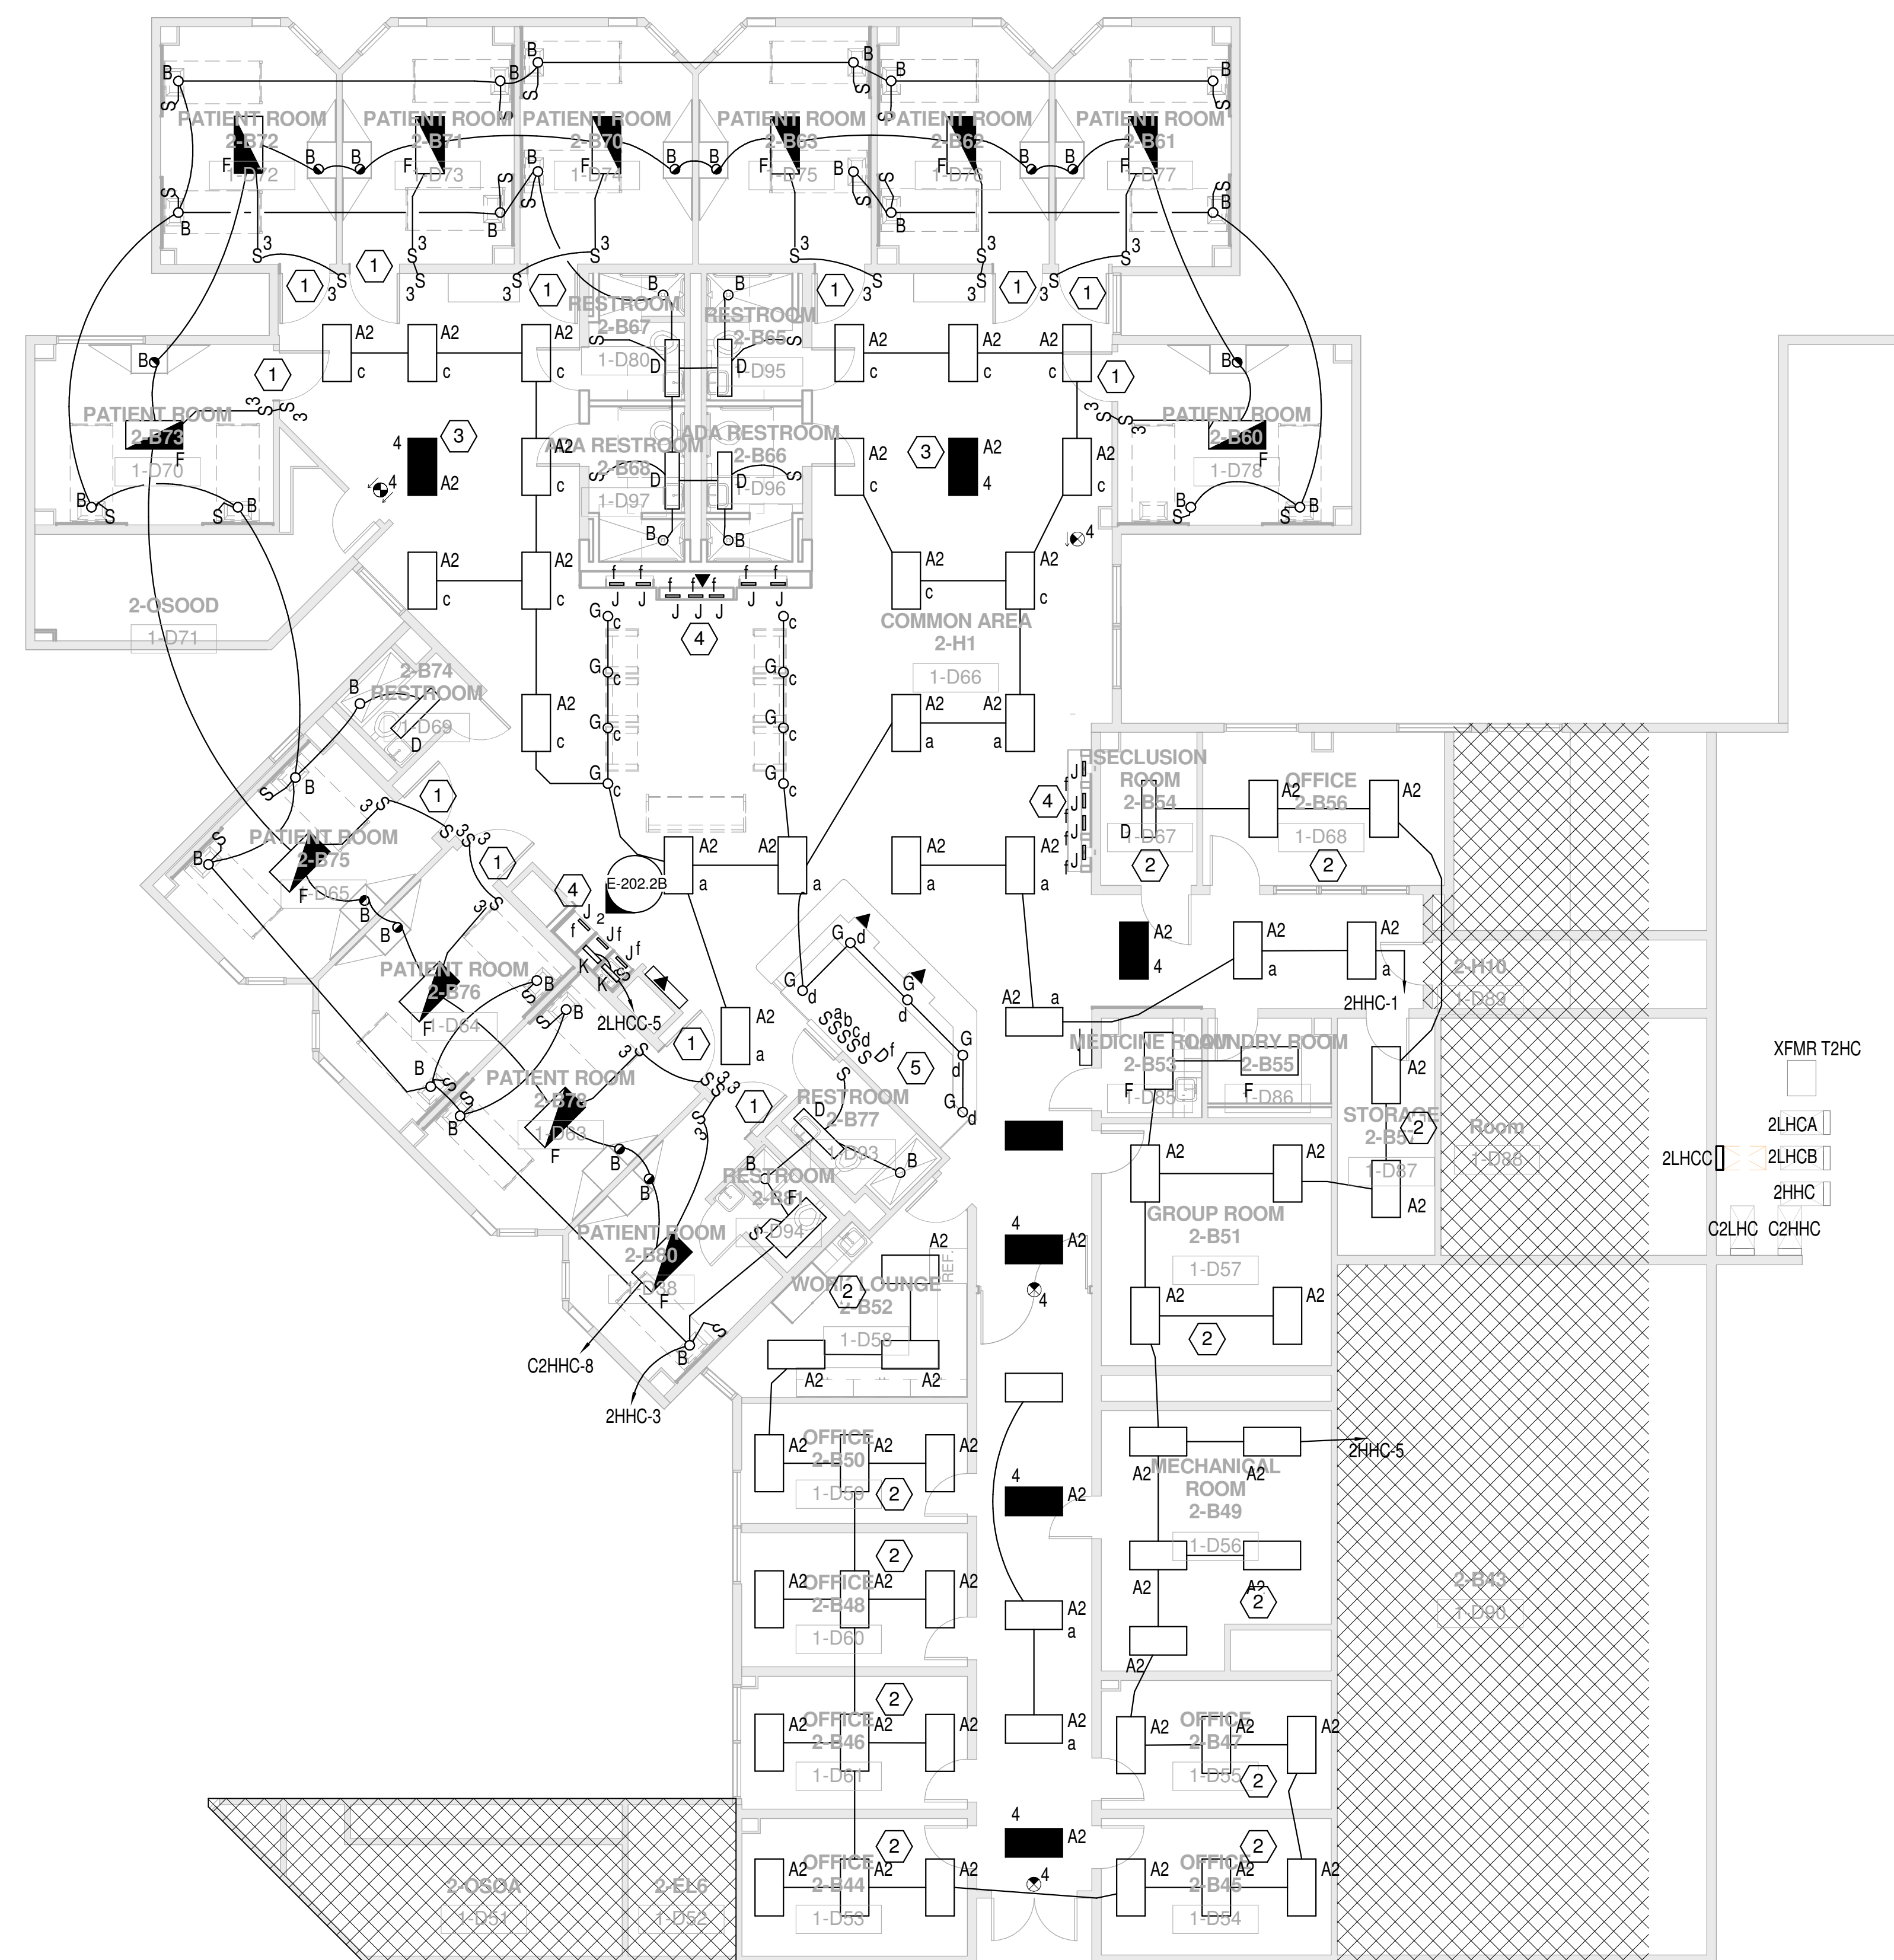 PATIENT ROOM
2-B72
1-D72
PATIENT ROOM
2-B71
1-D73
PATIENT ROOM
2-B70
1-D74
PATIENT ROOM
2-B63
1-D75
PATIENT ROOM
2-B62
1-D76
PATIENT ROOM
2-B61
1-D77
RESTROOM
2-B67
1-D80
RESTROOM
2-B65
1-D95
ADA RESTROOM
2-B68
1-D97
ADA RESTROOM
2-B66
1-D96
PATIENT ROOM
2-B73
1-D70
PATIENT ROOM
2-B60
1-D78
2-OSOOD
1-D71
COMMON AREA
2-H1
1-D66
2-B74
RESTROOM
1-D69
SECLUSION
ROOM
2-B54
1-D67
OFFICE
2-B56
1-D68
PATIENT ROOM
2-B75
1-D65
E-202.2B
PATIENT ROOM
2-B76
1-D64
2LHCC-5
2-H10
1-D89
2HHC-1
PATIENT ROOM
2-B78
1-D63
RESTROOM
2-B77
1-D93
MEDICINE ROOM
2-B53
1-D85
LAUNDRY ROOM
2-B55
1-D86
STORAGE
2-B57
1-D87
Room
1-D88
XFMR T2HC
2LHCA
2LHCC
2LHCB
2HHC
C2LHC
C2HHC
RESTROOM
2-B81
1-D94
PATIENT ROOM
2-B80
1-D38
C2HHC-8
2HHC-3
WORK LOUNGE
2-B52
1-D58
REF.
GROUP ROOM
2-B51
1-D57
OFFICE
2-B50
1-D59
MECHANICAL
ROOM
2-B49
1-D56
2HHC-5
OFFICE
2-B48
1-D60
2-B43
1-D90
OFFICE
2-B46
1-D61
OFFICE
2-B47
1-D55
OFFICE
2-B44
1-D53
OFFICE
2-B45
1-D54
2-OSOA
1-D51
2-EL6
1-D52